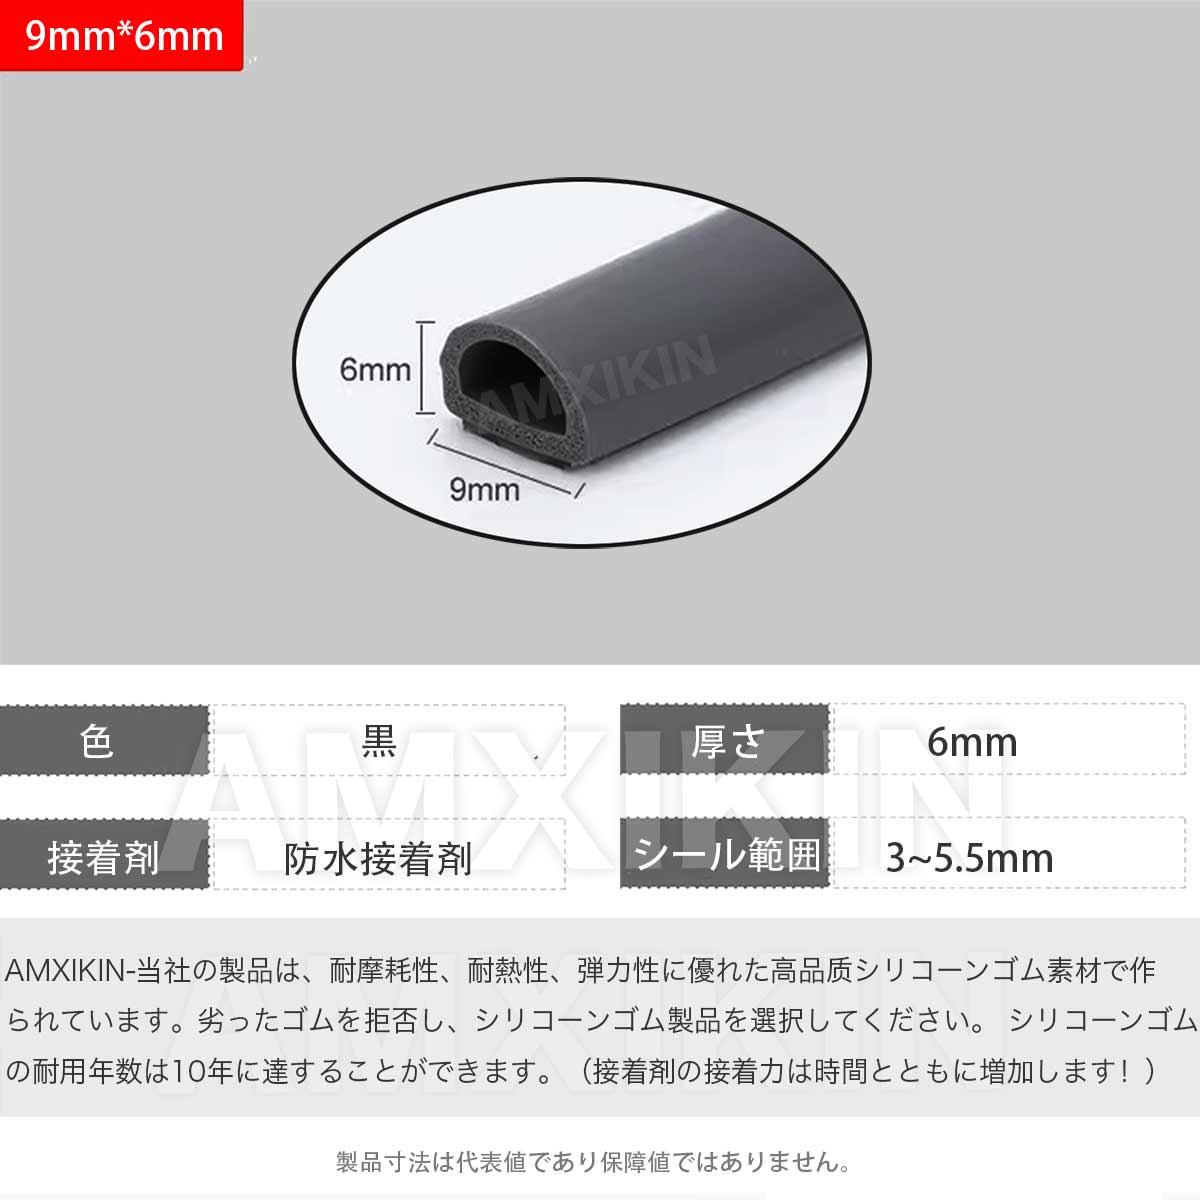 9mm*6mm
6mm
AMXIKIN
9mm
色 黒 厚さ 6mm
AMXIKIN
接着剤 防水接着剤 シール範囲 3~5.5mm
AMXIKIN-当社の製品は、耐摩耗性、耐熱性、弾力性に優れた高品质シリコーンゴム素材で作
られています。劣ったゴムを拒否し、シリコーンゴム製品を選択してください。 シリコーンゴム
の耐用年数は10年に達することができます。（接着剤の接着力は時間とともに増加します！）
AMXIKIN
製品寸法は代表値であり保障値ではありません。